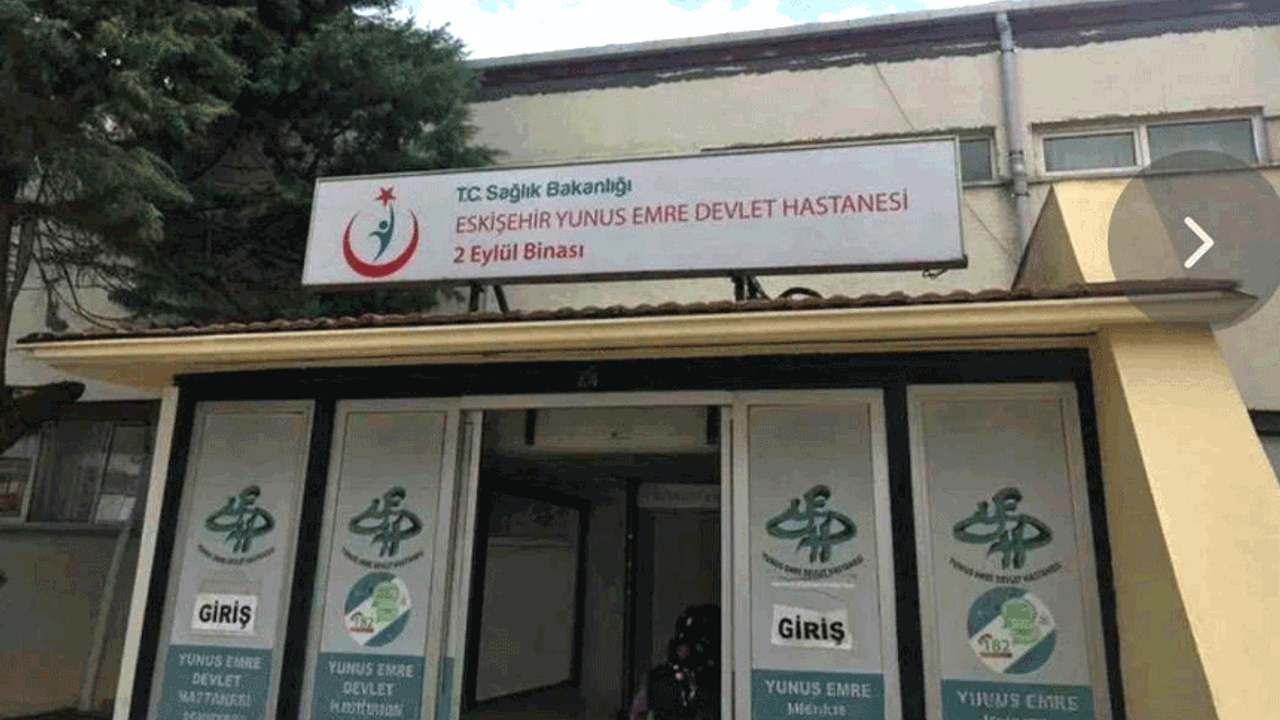 T.C. Sağlık Bakanlığı
ESKİŞEHİR YUNUS EMRE DEVLET HASTANESİ
2 Eylül Binası
YUNUS EMRE DEVLET HASTANESİ
GİRİŞ
YUNUS EMRE
DEVLET
YUNUS EMRE DEVLET HASTANESİ
182
YUNUS EMRE
DEVLET
YUNUS EMRE DEVLET HASTANESİ
GİRİŞ
YUNUS EMRE
YUNUS EMRE DEVLET HASTANESİ
182
YUNUS EMRE